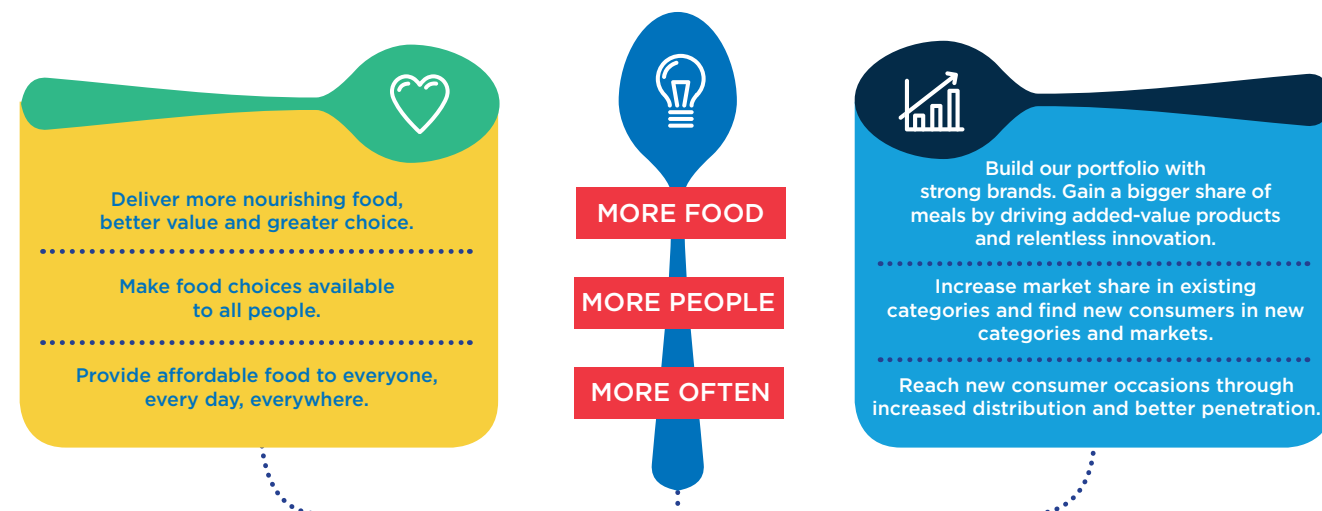 Deliver more nourishing food,
better value and greater choice.
Make food choices available
to all people.
Provide affordable food to everyone,
every day, everywhere.
MORE FOOD
MORE PEOPLE
MORE OFTEN
Build our portfolio with
strong brands. Gain a bigger share of
meals by driving added-value products
and relentless innovation.
Increase market share in existing
categories and find new consumers in new
categories and markets.
Reach new consumer occasions through
increased distribution and better penetration.